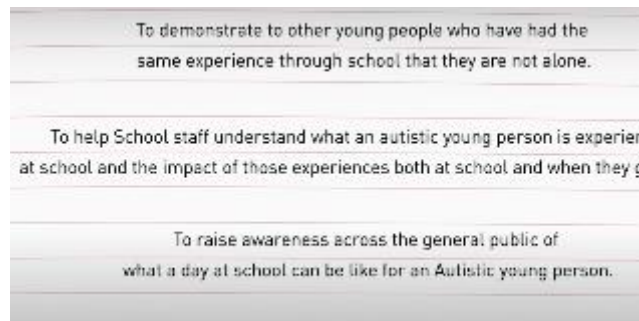 To demonstrate to other young people who have had the
same experience through school that they are not alone.
To help School staff understand what an autistic young person is
at school and the impact of those experiences both at school and when they
To raise awareness across the general public of
what a day at school can be like for an Autistic young person.